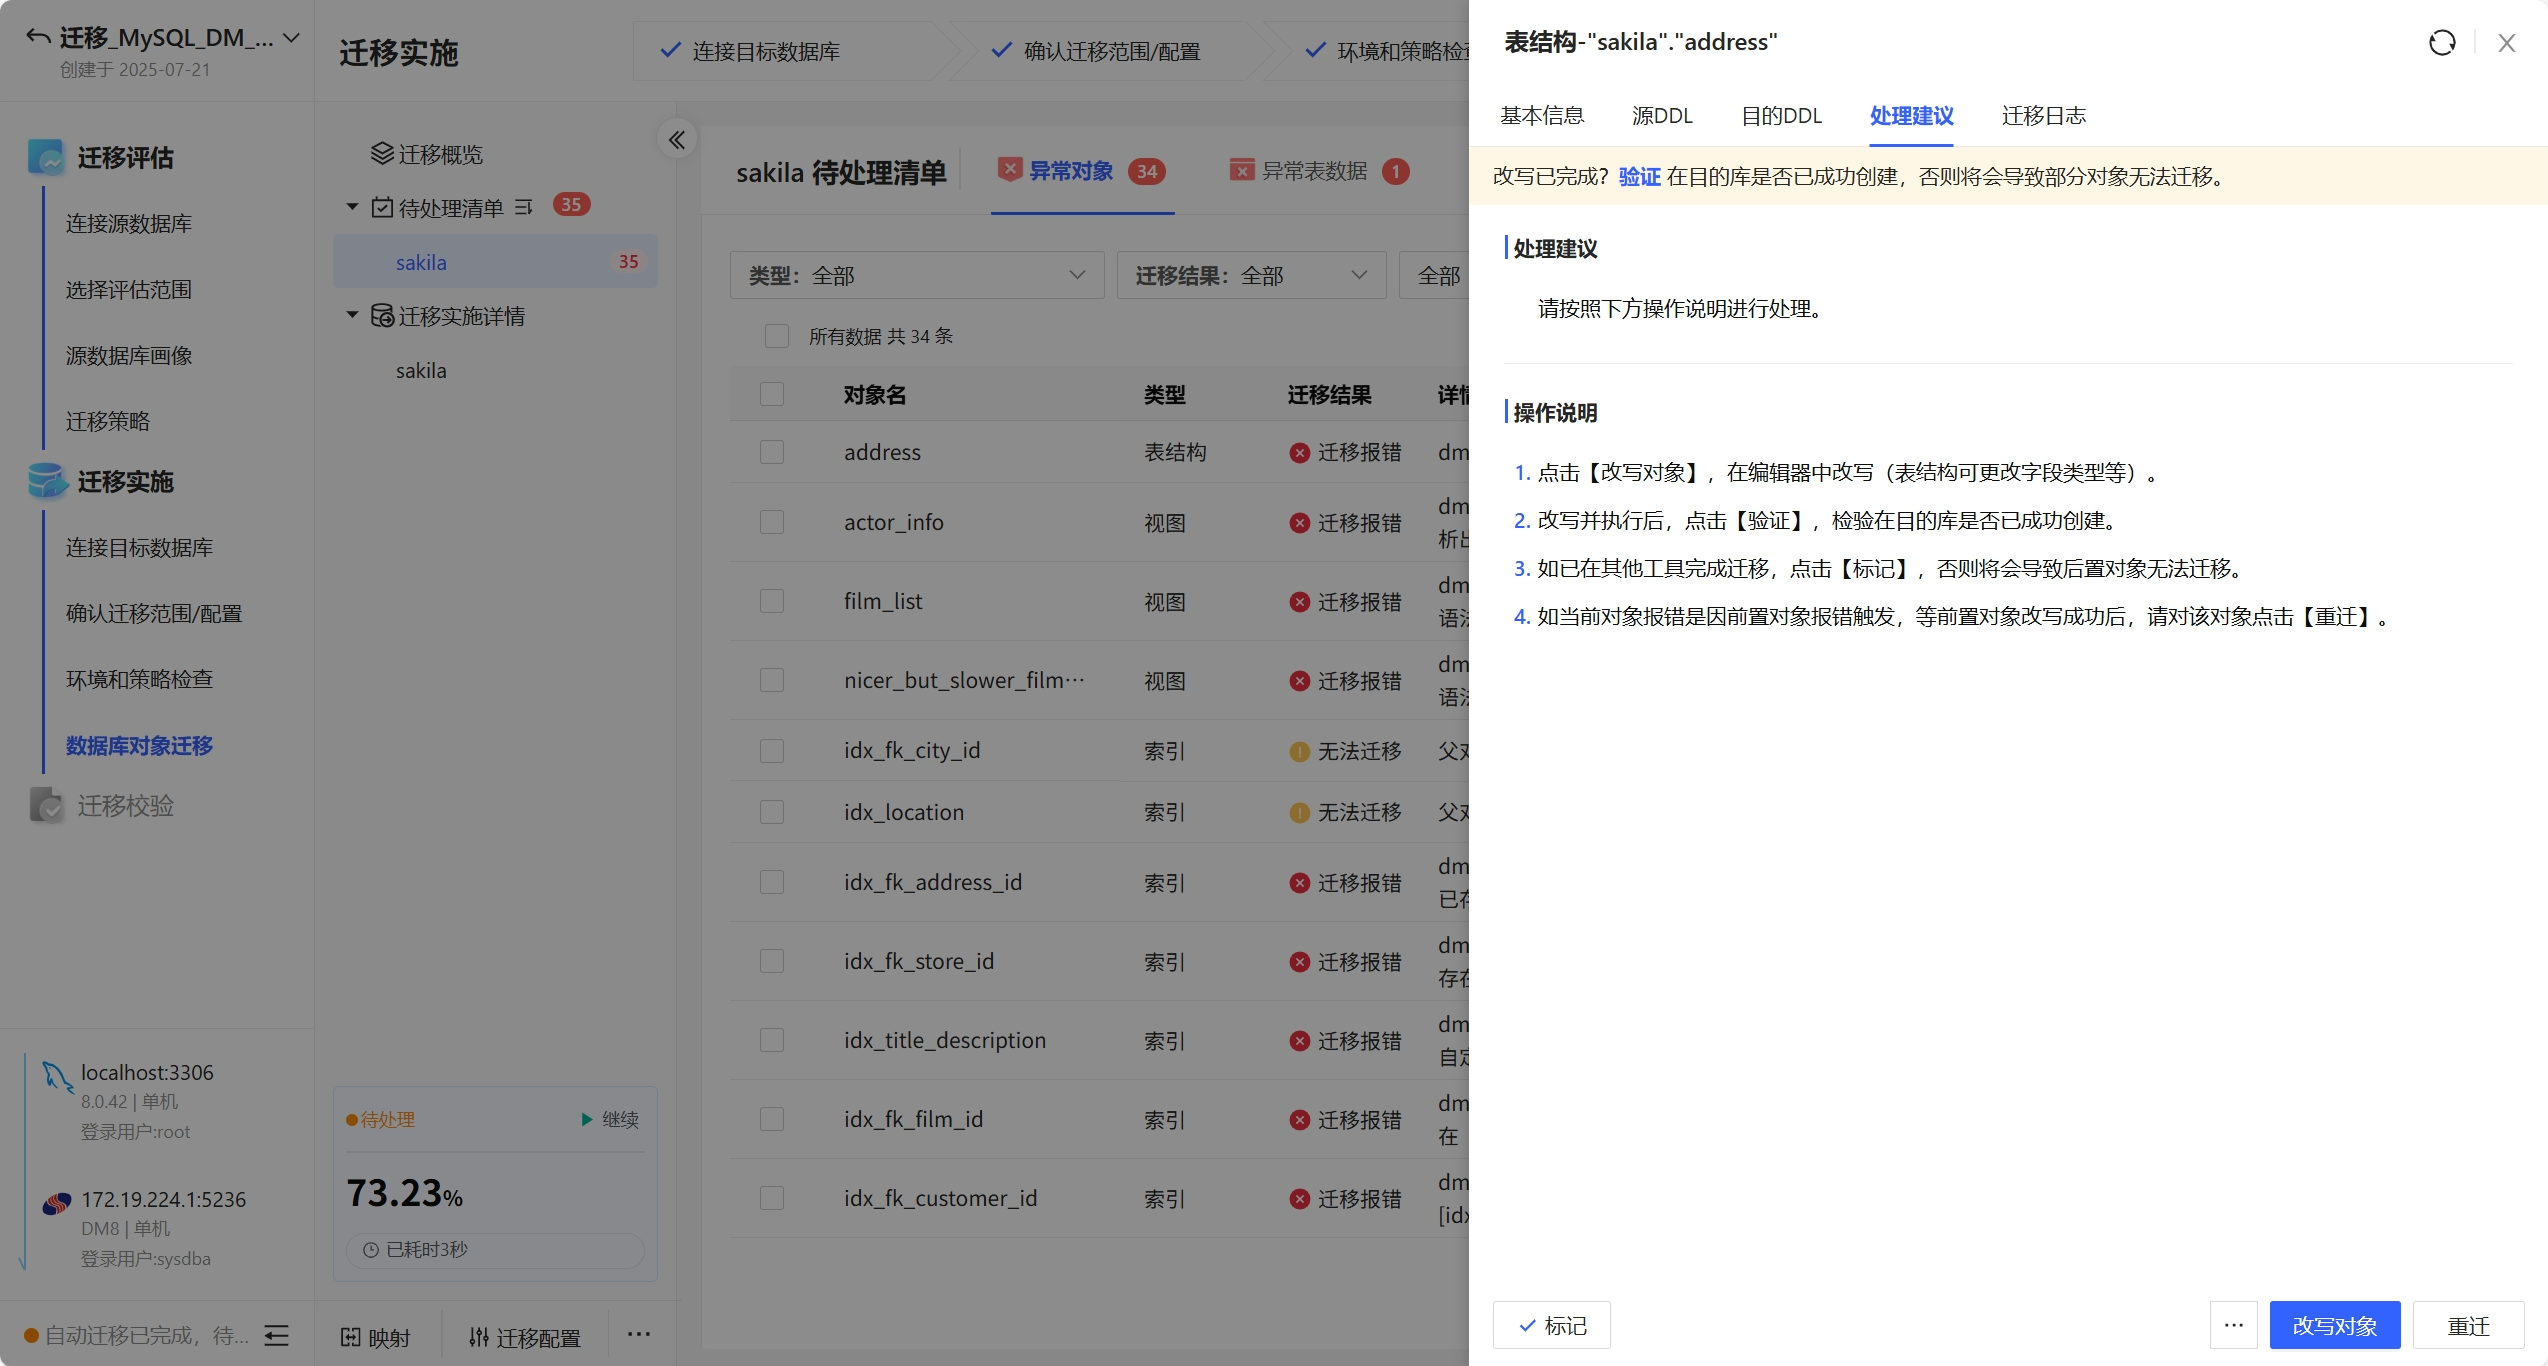 迁移_MySQL_DM_...
创建于 2025-07-21
迁移评估
连接源数据库
选择评估范围
源数据库画像
迁移策略
迁移实施
连接目标数据库
确认迁移范围/配置
环境和策略检查
数据库对象迁移
迁移校验
localhost:3306
8.0.42 | 单机
登录用户:root
172.19.224.1:5236
DM8 | 单机
登录用户:sysdba
自动迁移已完成，待...
迁移实施
连接目标数据库
确认迁移范围/配置
环境和策略检查
迁移概览
待处理清单 35
sakila 35
迁移实施详情
sakila
待处理 继续
73.23%
已耗时3秒
映射 迁移配置 ···
sakila 待处理清单 异常对象 34 异常表数据 1
类型：全部 迁移结果：全部 全部
所有数据 共 34 条
对象名 类型 迁移结果 详情
address 表结构 迁移报错 dm
actor_info 视图 迁移报错 dm
析出
film_list 视图 迁移报错 dm
语法
nicer_but_slower_film··· 视图 迁移报错 dm
语法
idx_fk_city_id 索引 无法迁移 父对
idx_location 索引 无法迁移 父对
idx_fk_address_id 索引 迁移报错 dm
已存
idx_fk_store_id 索引 迁移报错 dm
存在
idx_title_description 索引 迁移报错 dm
自定
idx_fk_film_id 索引 迁移报错 dm
在
idx_fk_customer_id 索引 迁移报错 dm
[idx
表结构-"sakila"."address"
基本信息 源DDL 目的DDL 处理建议 迁移日志
改写已完成？验证 在目的库是否已成功创建，否则将会导致部分对象无法迁移。
处理建议
请按照下方操作说明进行处理。
操作说明
1. 点击【改写对象】，在编辑器中改写（表结构可更改字段类型等）。
2. 改写并执行后，点击【验证】，检验在目的库是否已成功创建。
3. 如已在其他工具完成迁移，点击【标记】，否则将会导致后置对象无法迁移。
4. 如当前对象报错是因前置对象报错触发，等前置对象改写成功后，请对该对象点击【重迁】。
标记 ··· 改写对象 重迁